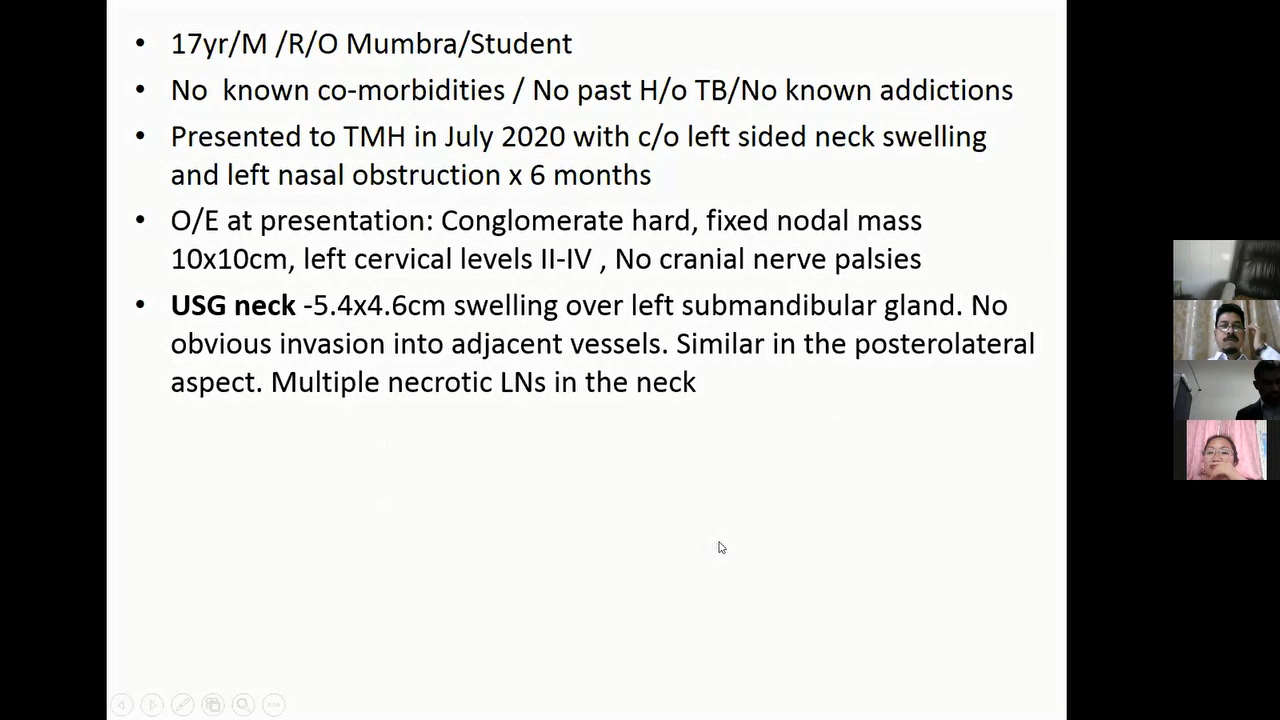 • 17yr/M /R/O Mumbra/Student
• No known co-morbidities / No past H/o TB/No known addictions
• Presented to TMH in July 2020 with c/o left sided neck swelling
and left nasal obstruction x 6 months
• O/E at presentation: Conglomerate hard, fixed nodal mass
10x10cm, left cervical levels II-IV , No cranial nerve palsies
• USG neck -5.4x4.6cm swelling over left submandibular gland. No
obvious invasion into adjacent vessels. Similar in the posterolateral
aspect. Multiple necrotic LNs in the neck